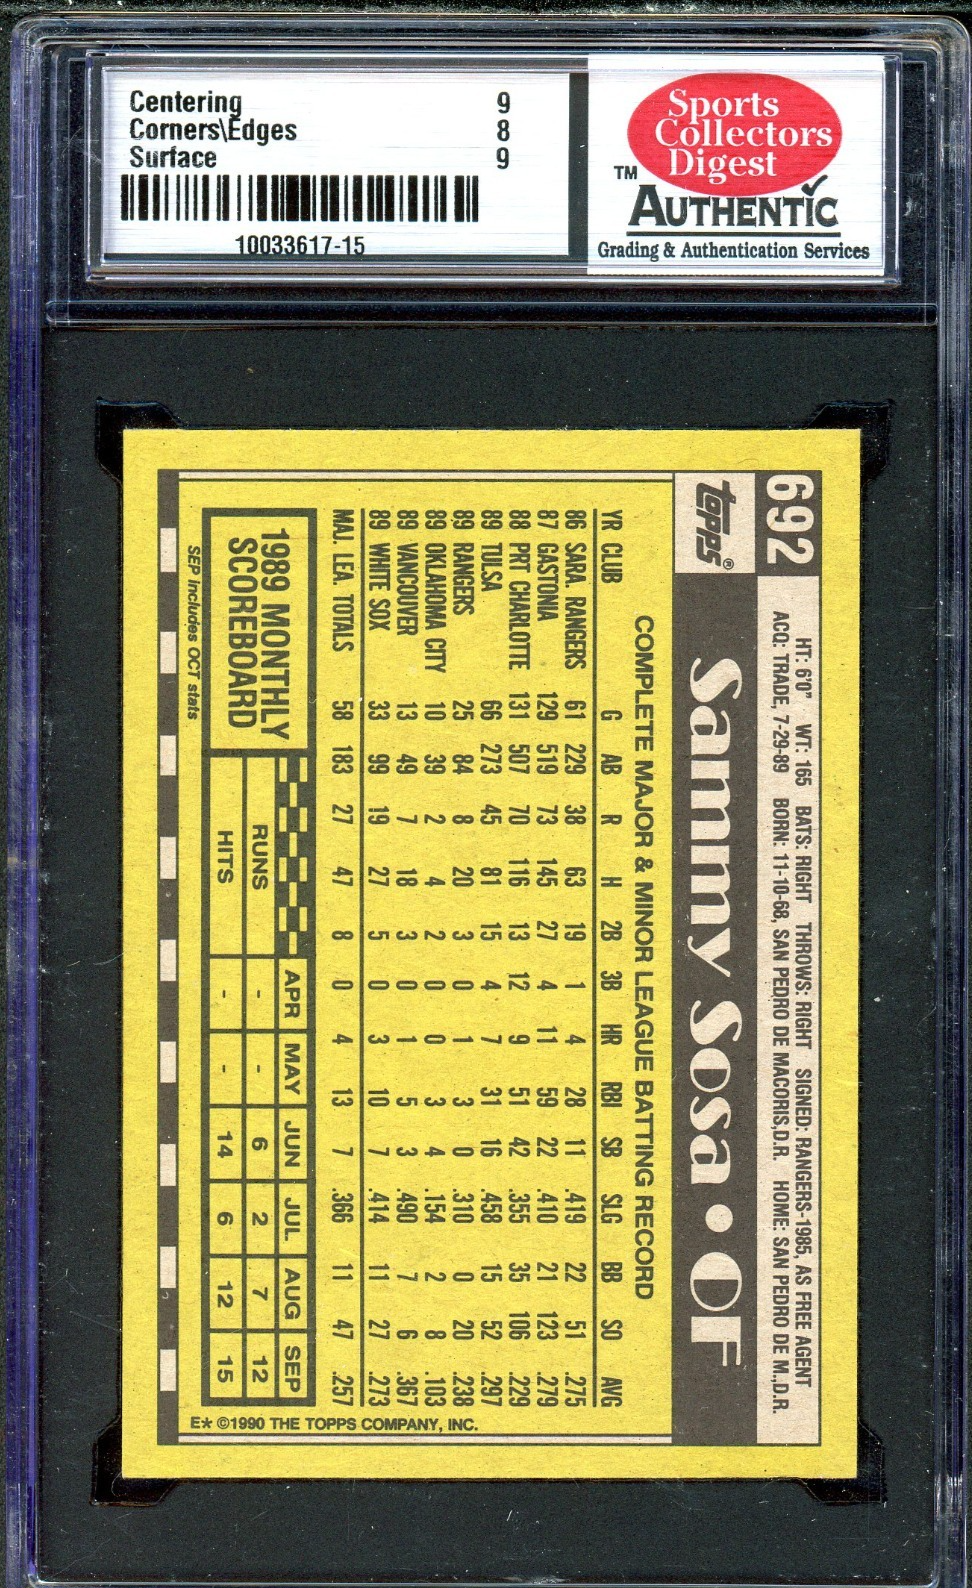 Centering 9
Corners\Edges 8
Surface 9
10033617-15
Sports
Collectors
Digest
™
AUTHENTIC
Grading & Authentication Services
692
HT: 6'0" WT: 165 BATS: RIGHT THROWS: RIGHT SIGNED: RANGERS-1985, AS FREE AGENT
ACQ: TRADE, 7-29-89 BORN: 11-10-68, SAN PEDRO DE MACORIS,D.R. HOME: SAN PEDRO DE M.,D.R.
topps®
Sammy Sosa • OF
COMPLETE MAJOR & MINOR LEAGUE BATTING RECORD
YR CLUB G AB R H 2B 3B HR RBI SB SLG BB SO AVG
86 SARA. RANGERS 61 229 38 63 19 1 4 28 11 .419 22 51 .275
87 GASTONIA 129 519 73 145 27 4 11 59 22 .410 21 123 .279
88 PRT CHARLOTTE 131 507 70 116 13 12 9 51 42 .355 35 106 .229
89 TULSA 66 273 45 81 15 4 7 31 16 .458 15 52 .297
89 RANGERS 25 84 8 20 3 0 1 3 0 .310 0 20 .238
89 OKLAHOMA CITY 10 39 2 4 2 0 0 3 4 .154 2 8 .103
89 VANCOUVER 13 49 7 18 3 0 1 5 3 .490 7 6 .367
89 WHITE SOX 33 99 19 27 5 0 3 10 7 .414 11 27 .273
MAJ. LEA. TOTALS 58 183 27 47 8 0 4 13 7 .366 11 47 .257
1989 MONTHLY
SCOREBOARD
APR MAY JUN JUL AUG SEP
RUNS - - 6 2 7 12
HITS - - 14 6 12 15
SEP includes OCT stats
E* ©1990 THE TOPPS COMPANY, INC.